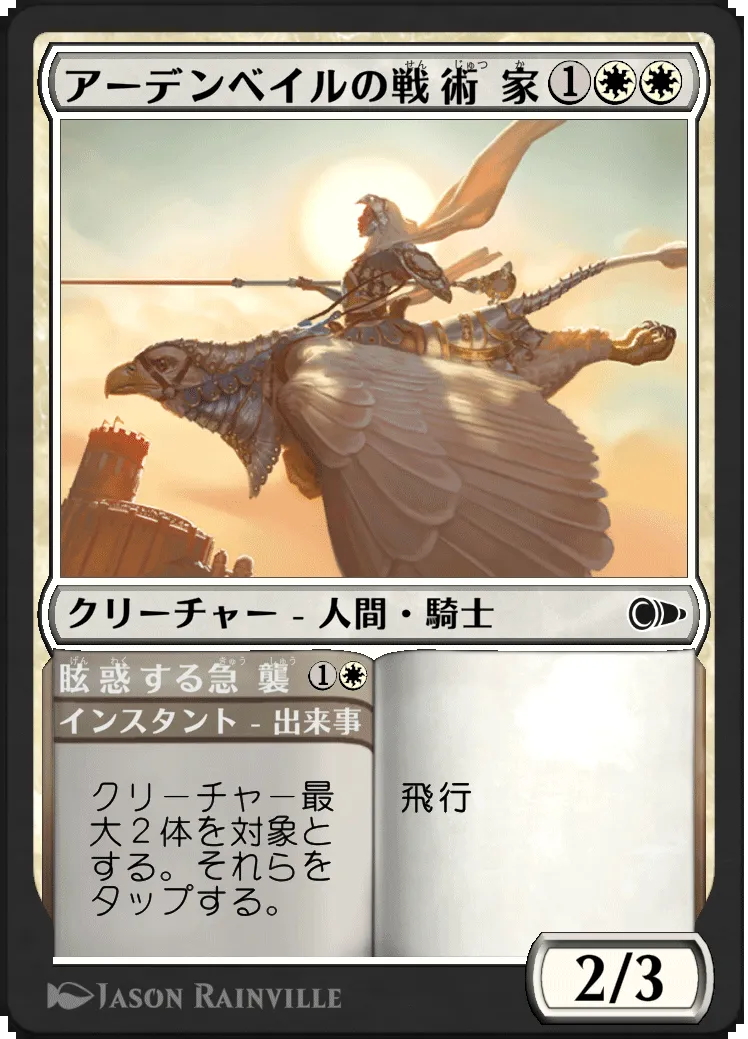 アーデンベイルの戦術家 1
クリーチャー - 人間・騎士
眩惑する急襲 1
インスタント - 出来事
クリーチャー最
大2体を対象と
する。それらを
タップする。
飛行
2/3
JASON RAINVILLE